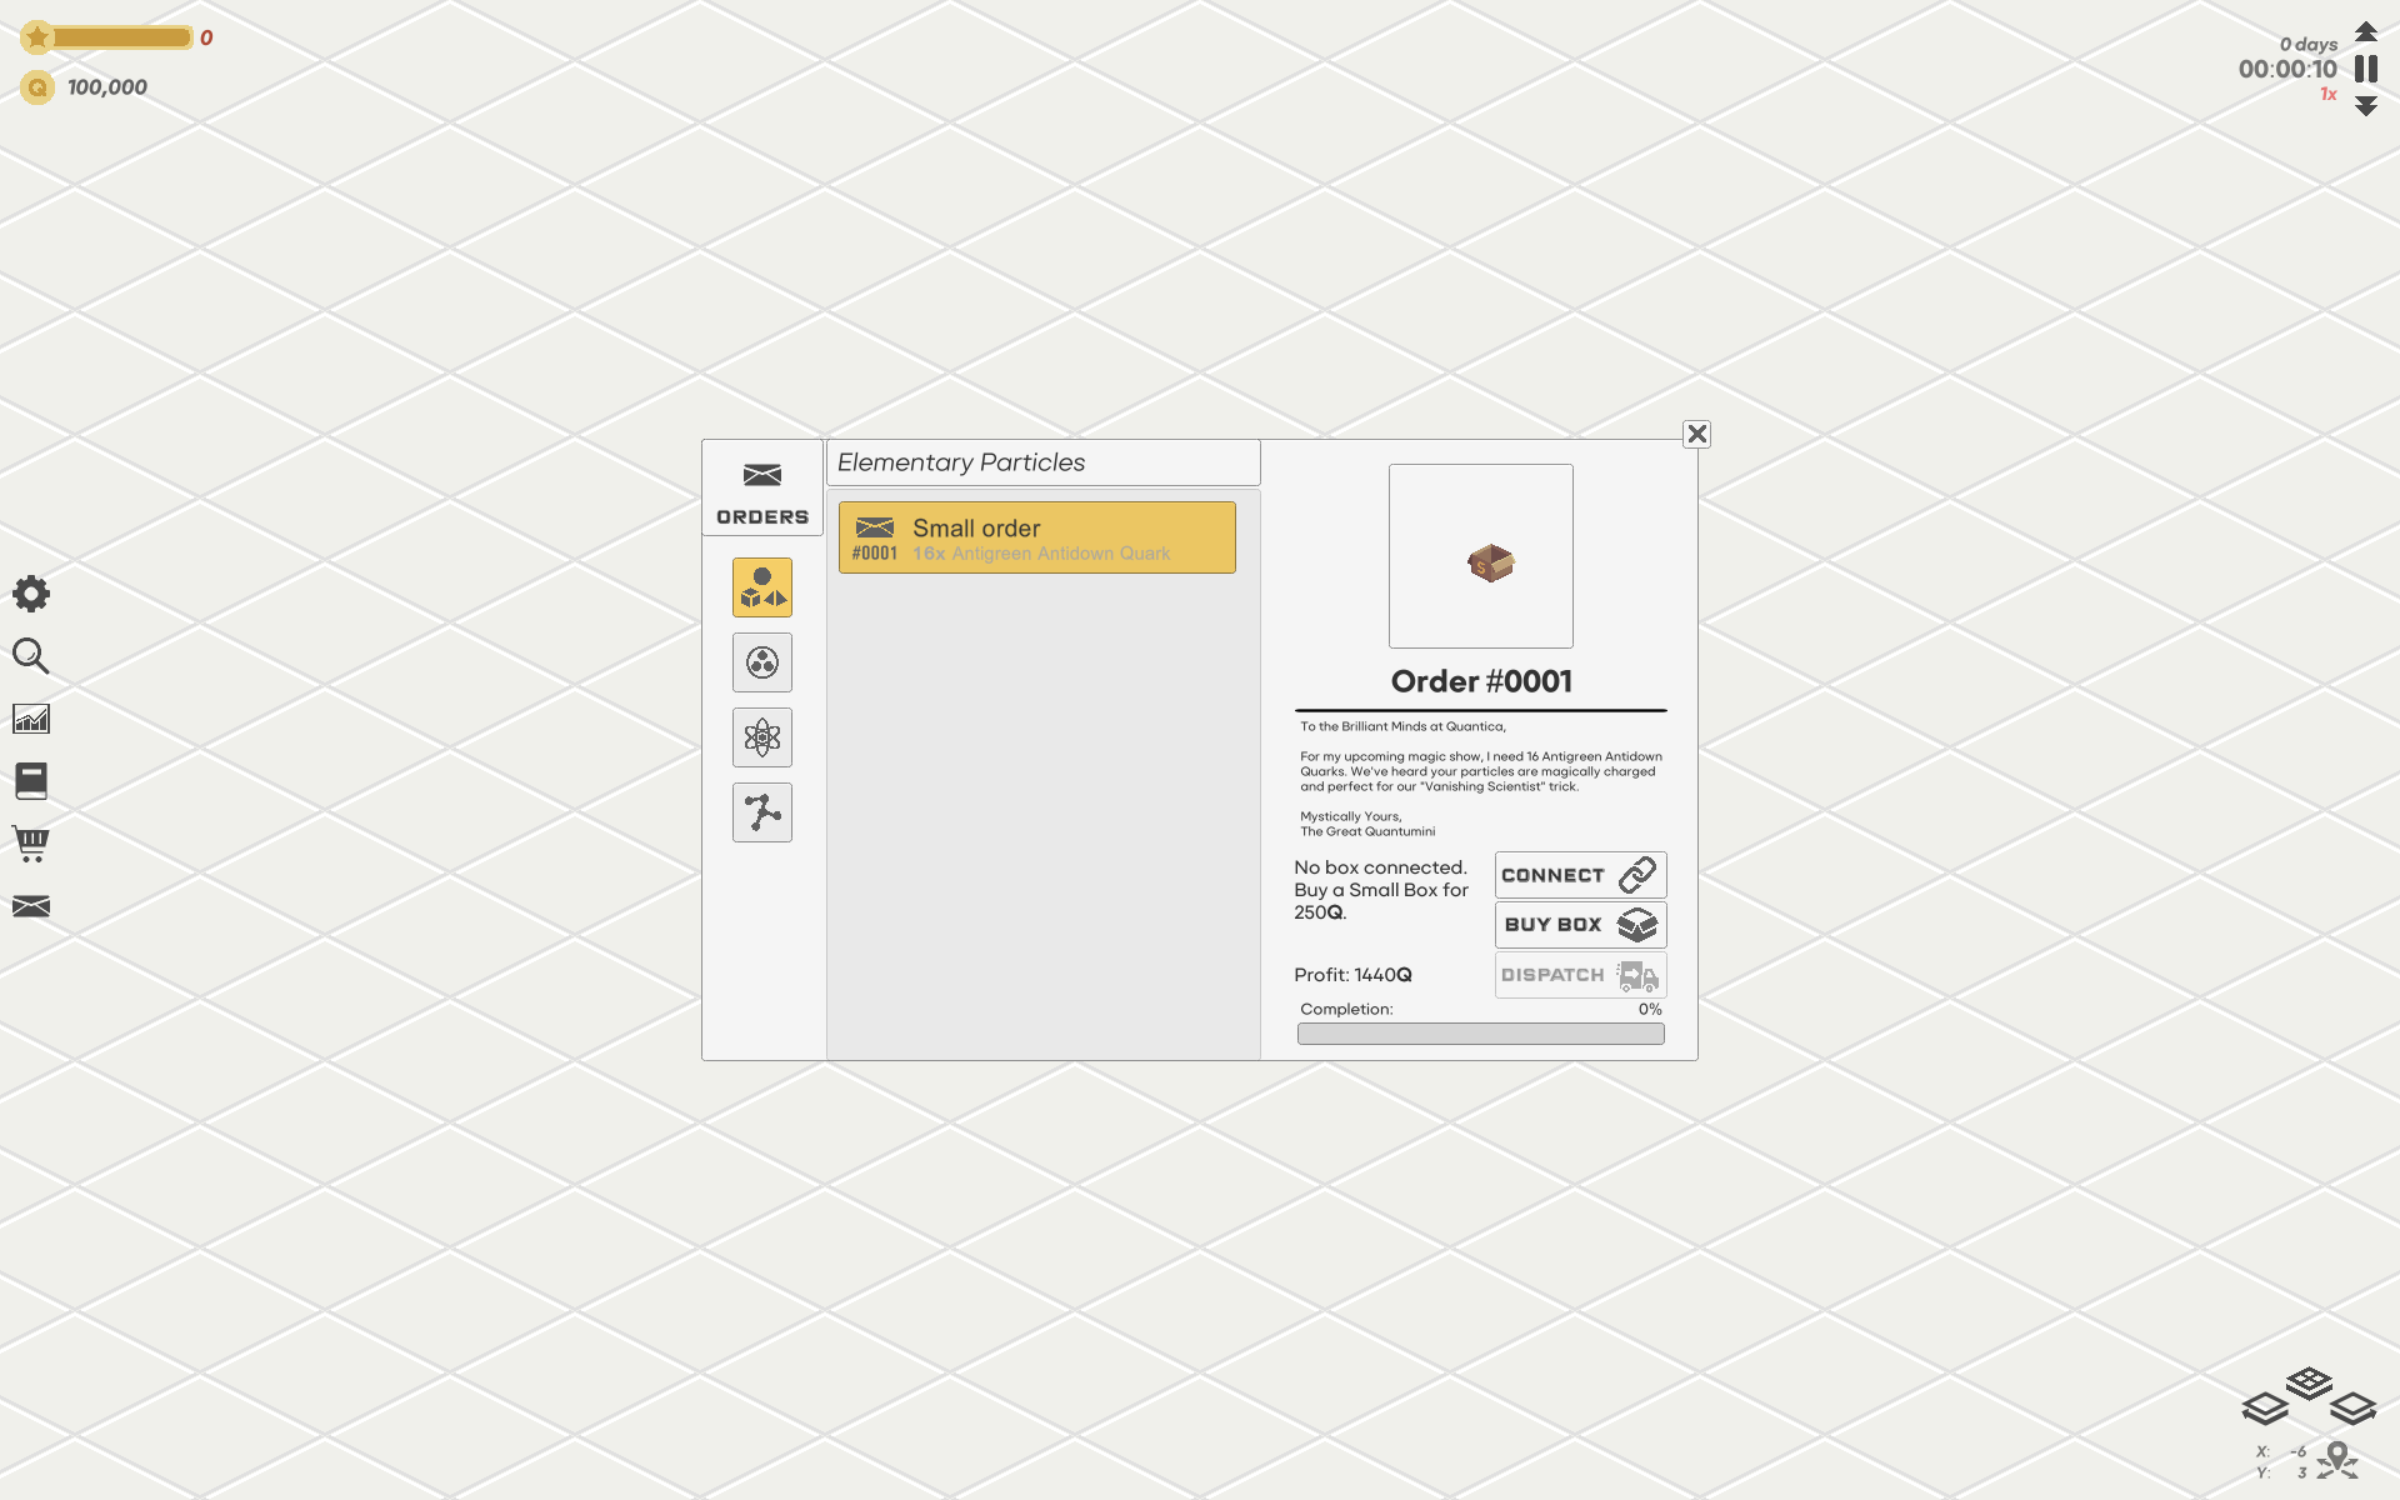 0
100,000
0 days
00:00:10
1x
ORDERS
Elementary Particles
Small order
#0001 16x Antigreen Antidown Quark
S
Order #0001
To the Brilliant Minds at Quantica,
For my upcoming magic show, I need 16 Antigreen Antidown
Quarks. We've heard your particles are magically charged
and perfect for our "Vanishing Scientist" trick.
Mystically Yours,
The Great Quantumini
No box connected.
Buy a Small Box for
250Q.
CONNECT
BUY BOX
Profit: 1440Q
DISPATCH
Completion: 0%
X: -6
Y: 3